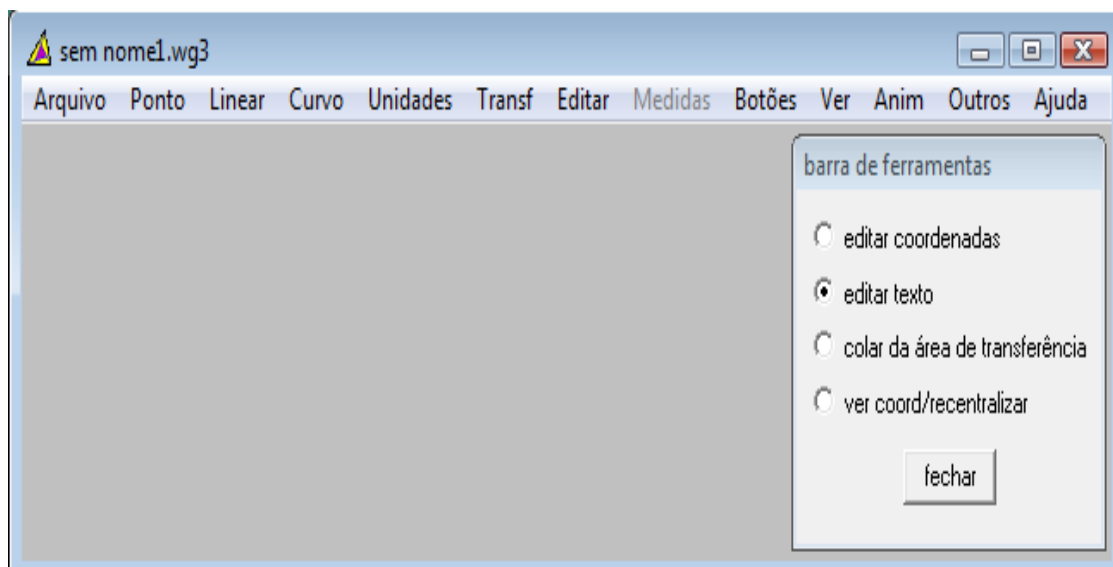 sem nome1.wg3
Arquivo Ponto Linear Curvo Unidades Transf Editar Medidas Botões Ver Anim Outros Ajuda
barra de ferramentas
editar coordenadas
editar texto
colar da área de transferência
ver coord/recentralizar
fechar